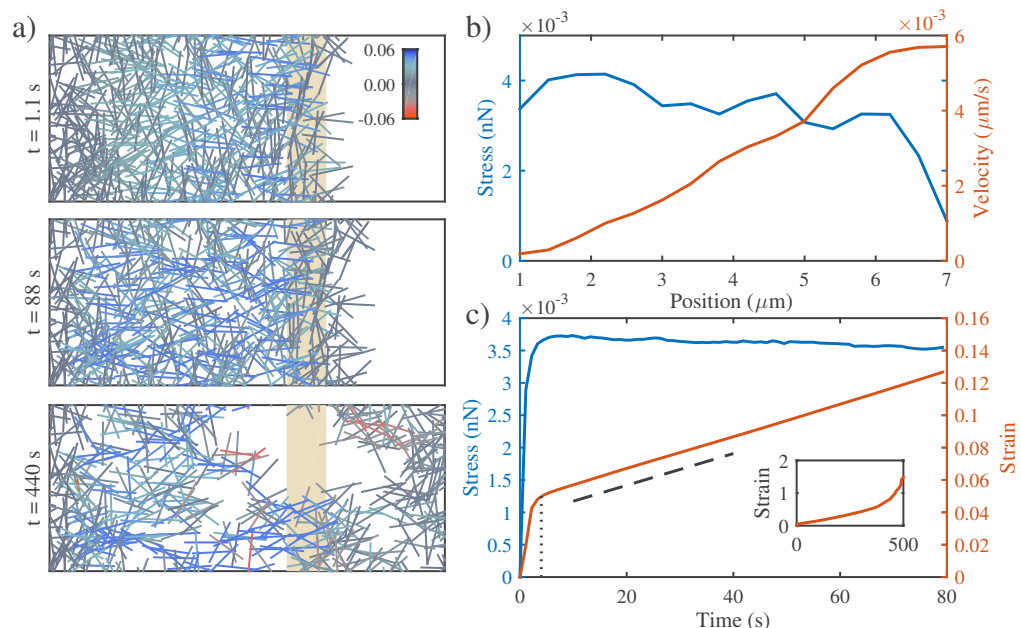 a)
t = 1.1 s
0.06
0.00
-0.06
t = 88 s
t = 440 s
b)
×10⁻³
×10⁻³
Stress (nN)
4
2
0
6
4
2
0
Velocity (μm/s)
1 2 3 4 5 6 7
Position (μm)
c)
×10⁻³
Stress (nN)
4
3.5
3
2.5
2
1.5
1
0.5
0
0.16
0.14
0.12
0.1
0.08
0.06
0.04
0.02
0
Strain
Strain
2
1
0
0 500
0 20 40 60 80
Time (s)